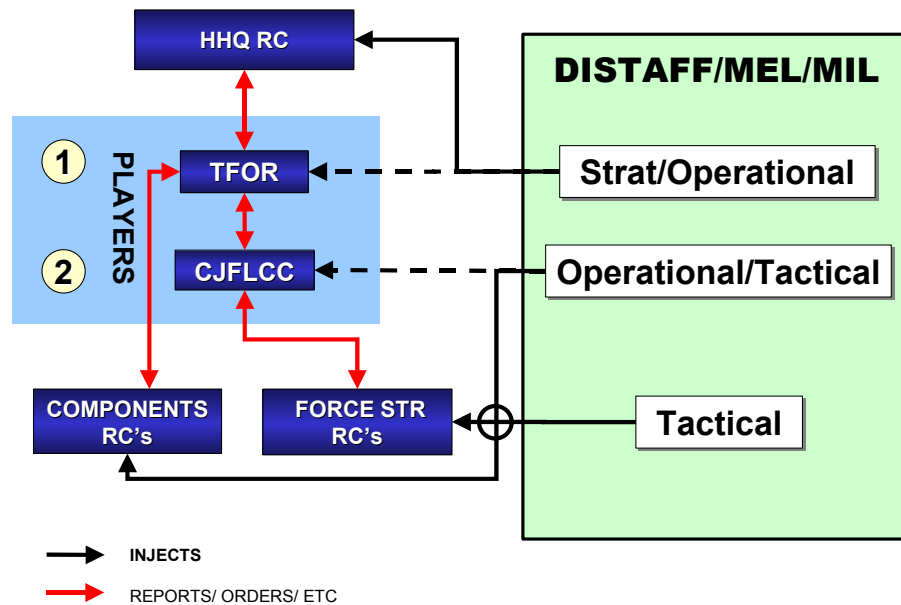 HHQ RC
DISTAFF/MEL/MIL
1
PLAYERS
TFOR
Strat/Operational
2
CJFLCC
Operational/Tactical
COMPONENTS
RC's
FORCE STR
RC's
Tactical
INJECTS
REPORTS/ ORDERS/ ETC